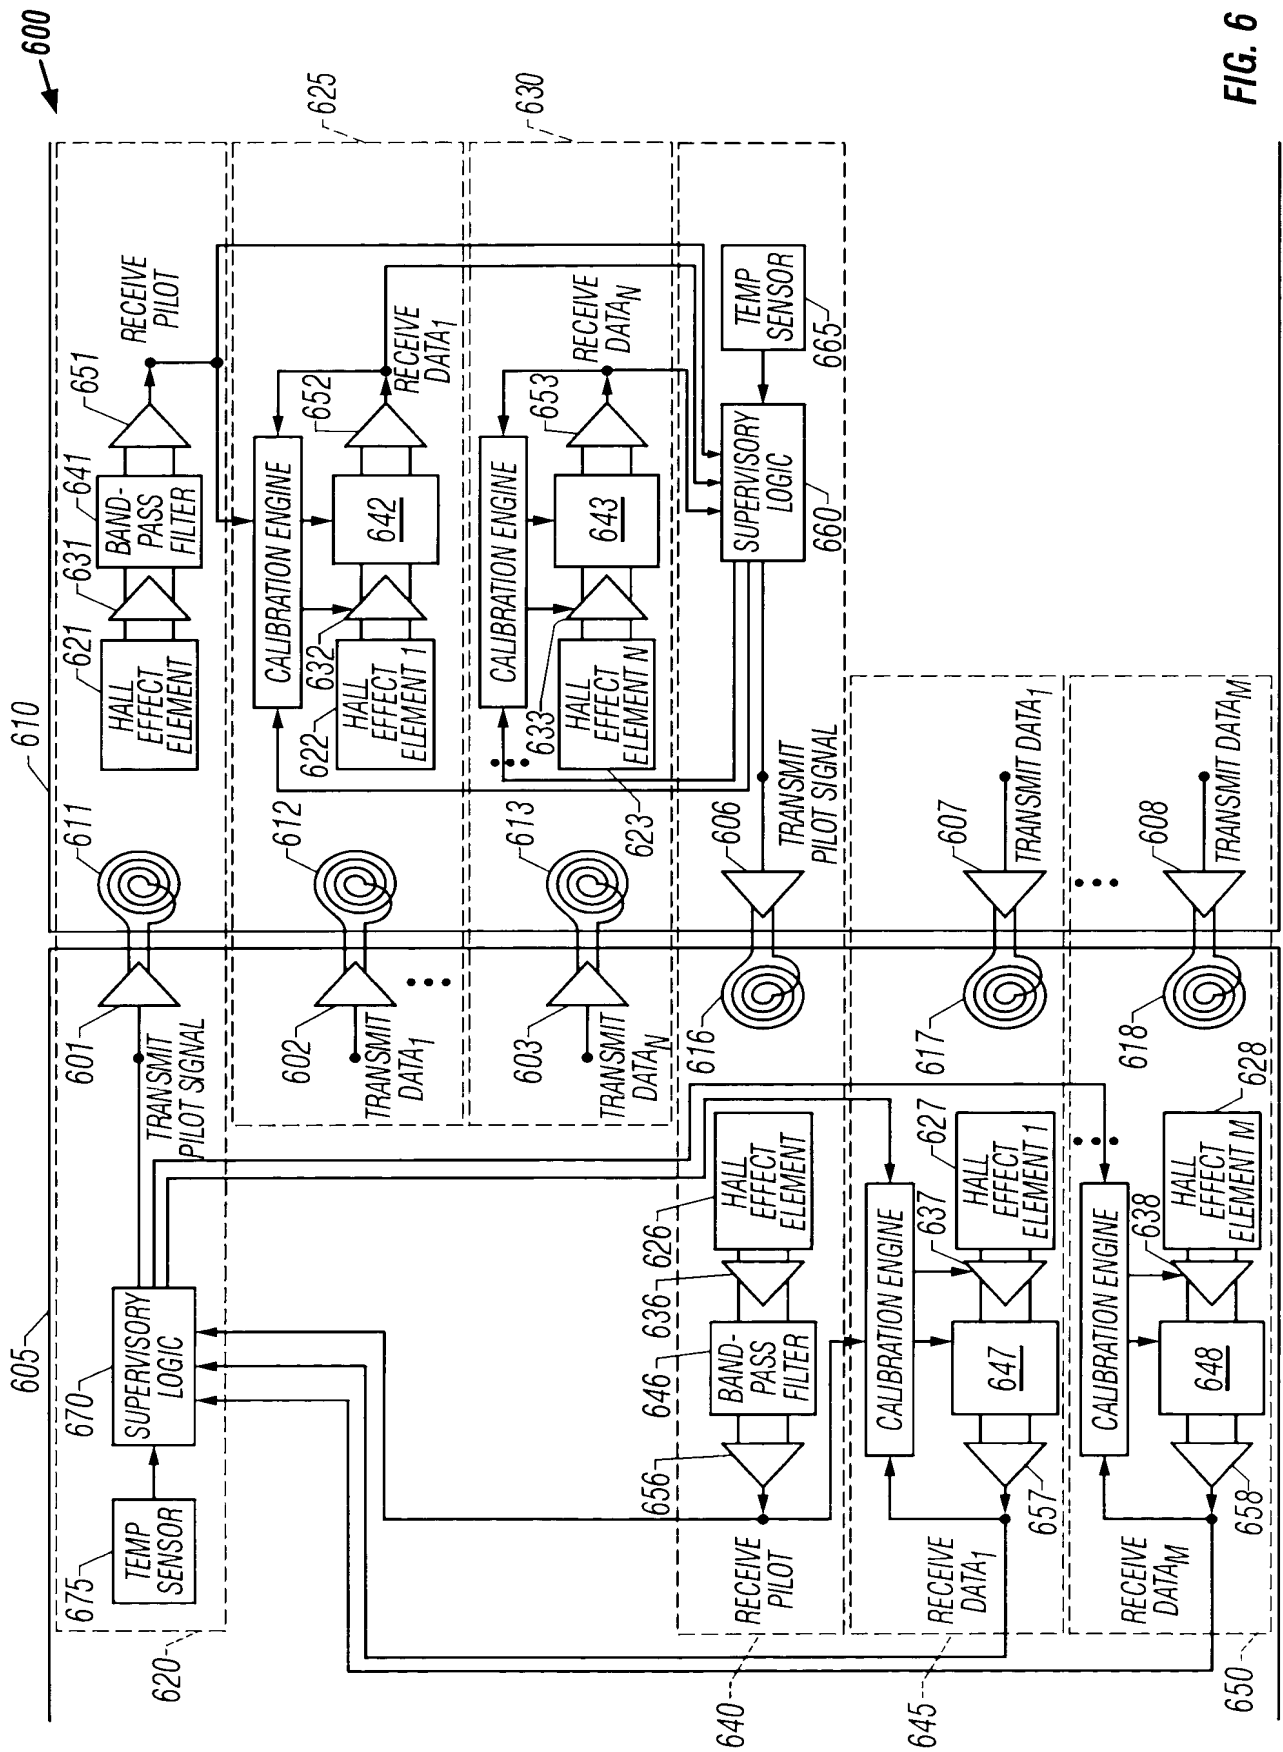 600
610
605
611
621
631
641
651
HALL
EFFECT
ELEMENT
BAND-
PASS
FILTER
RECEIVE
PILOT
625
612
622
632
CALIBRATION ENGINE
HALL
EFFECT
ELEMENT 1
642
652
RECEIVE
DATA1
630
613
623
633
CALIBRATION ENGINE
HALL
EFFECT
ELEMENT N
643
653
RECEIVE
DATAN
SUPERVISORY
LOGIC
660
TEMP
SENSOR
665
606
TRANSMIT
PILOT SIGNAL
607
TRANSMIT DATA1
608
TRANSMIT DATAM
601
TRANSMIT
PILOT SIGNAL
602
TRANSMIT
DATA1
603
TRANSMIT
DATAN
616
617
618
670
SUPERVISORY
LOGIC
675
TEMP
SENSOR
620
626
636
646
656
HALL
EFFECT
ELEMENT
BAND-
PASS
FILTER
RECEIVE
PILOT
640
627
637
CALIBRATION ENGINE
HALL
EFFECT
ELEMENT 1
647
657
RECEIVE
DATA1
645
628
638
CALIBRATION ENGINE
HALL
EFFECT
ELEMENT M
648
658
RECEIVE
DATAM
650
FIG. 6